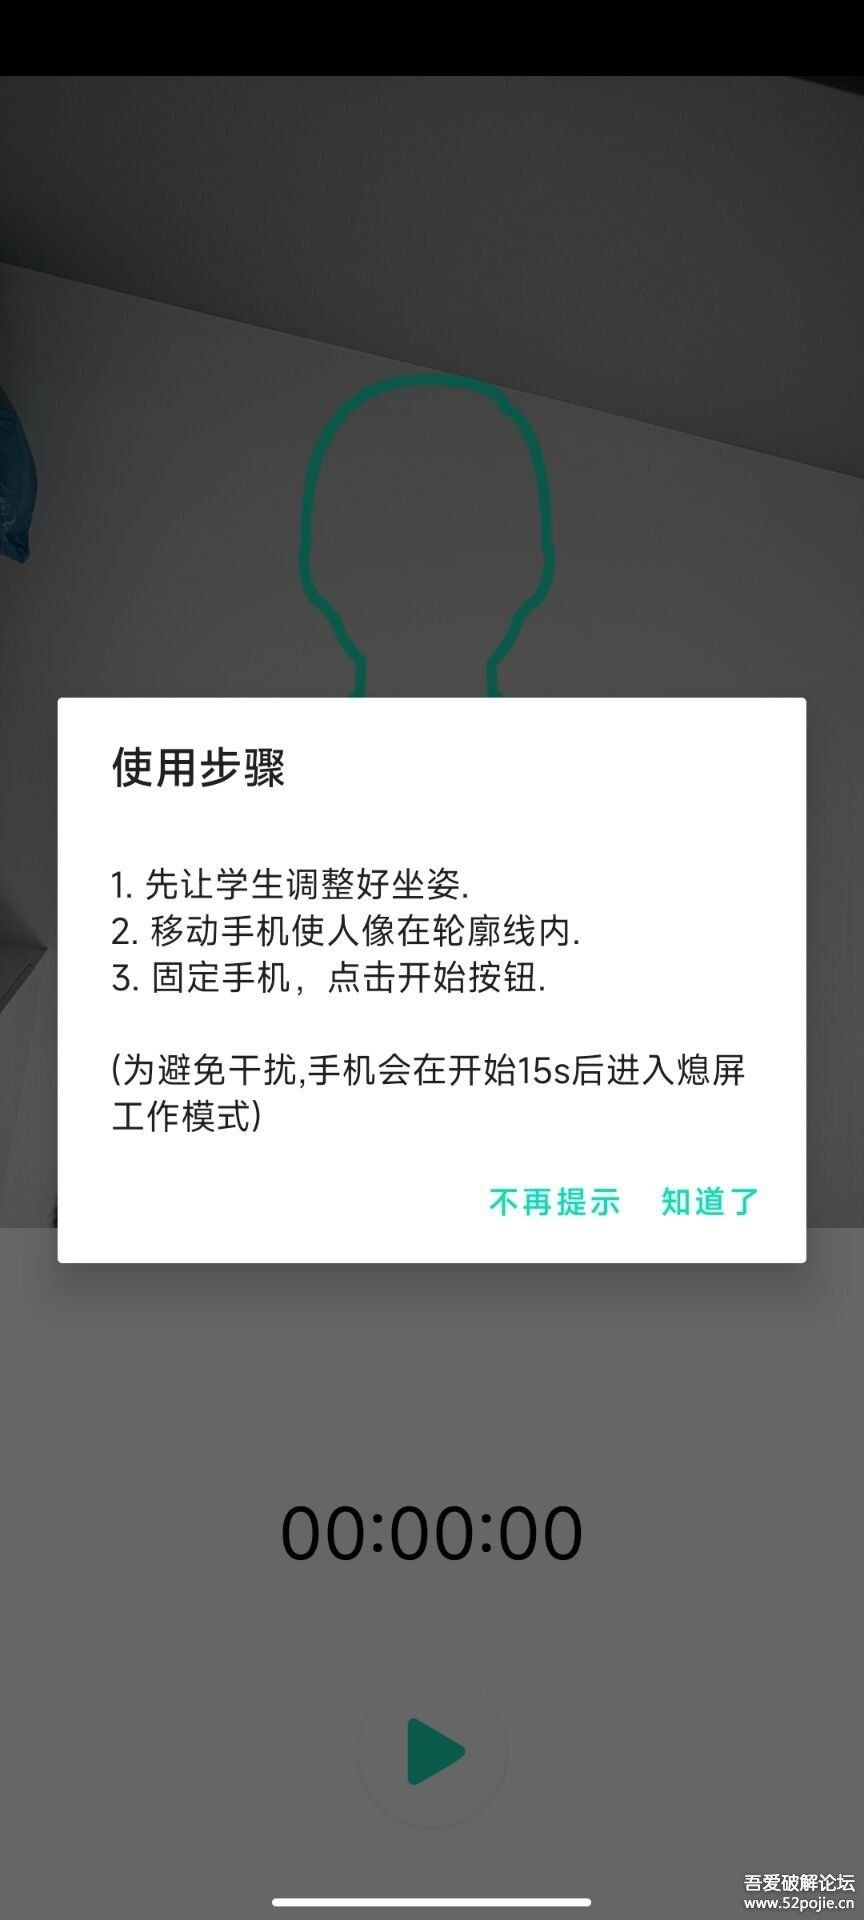 使用步骤
1. 先让学生调整好坐姿.
2. 移动手机使人像在轮廓线内.
3. 固定手机，点击开始按钮.
(为避免干扰,手机会在开始15s后进入熄屏
工作模式)
不再提示 知道了
00:00:00
吾爱破解论坛
www.52pojie.cn